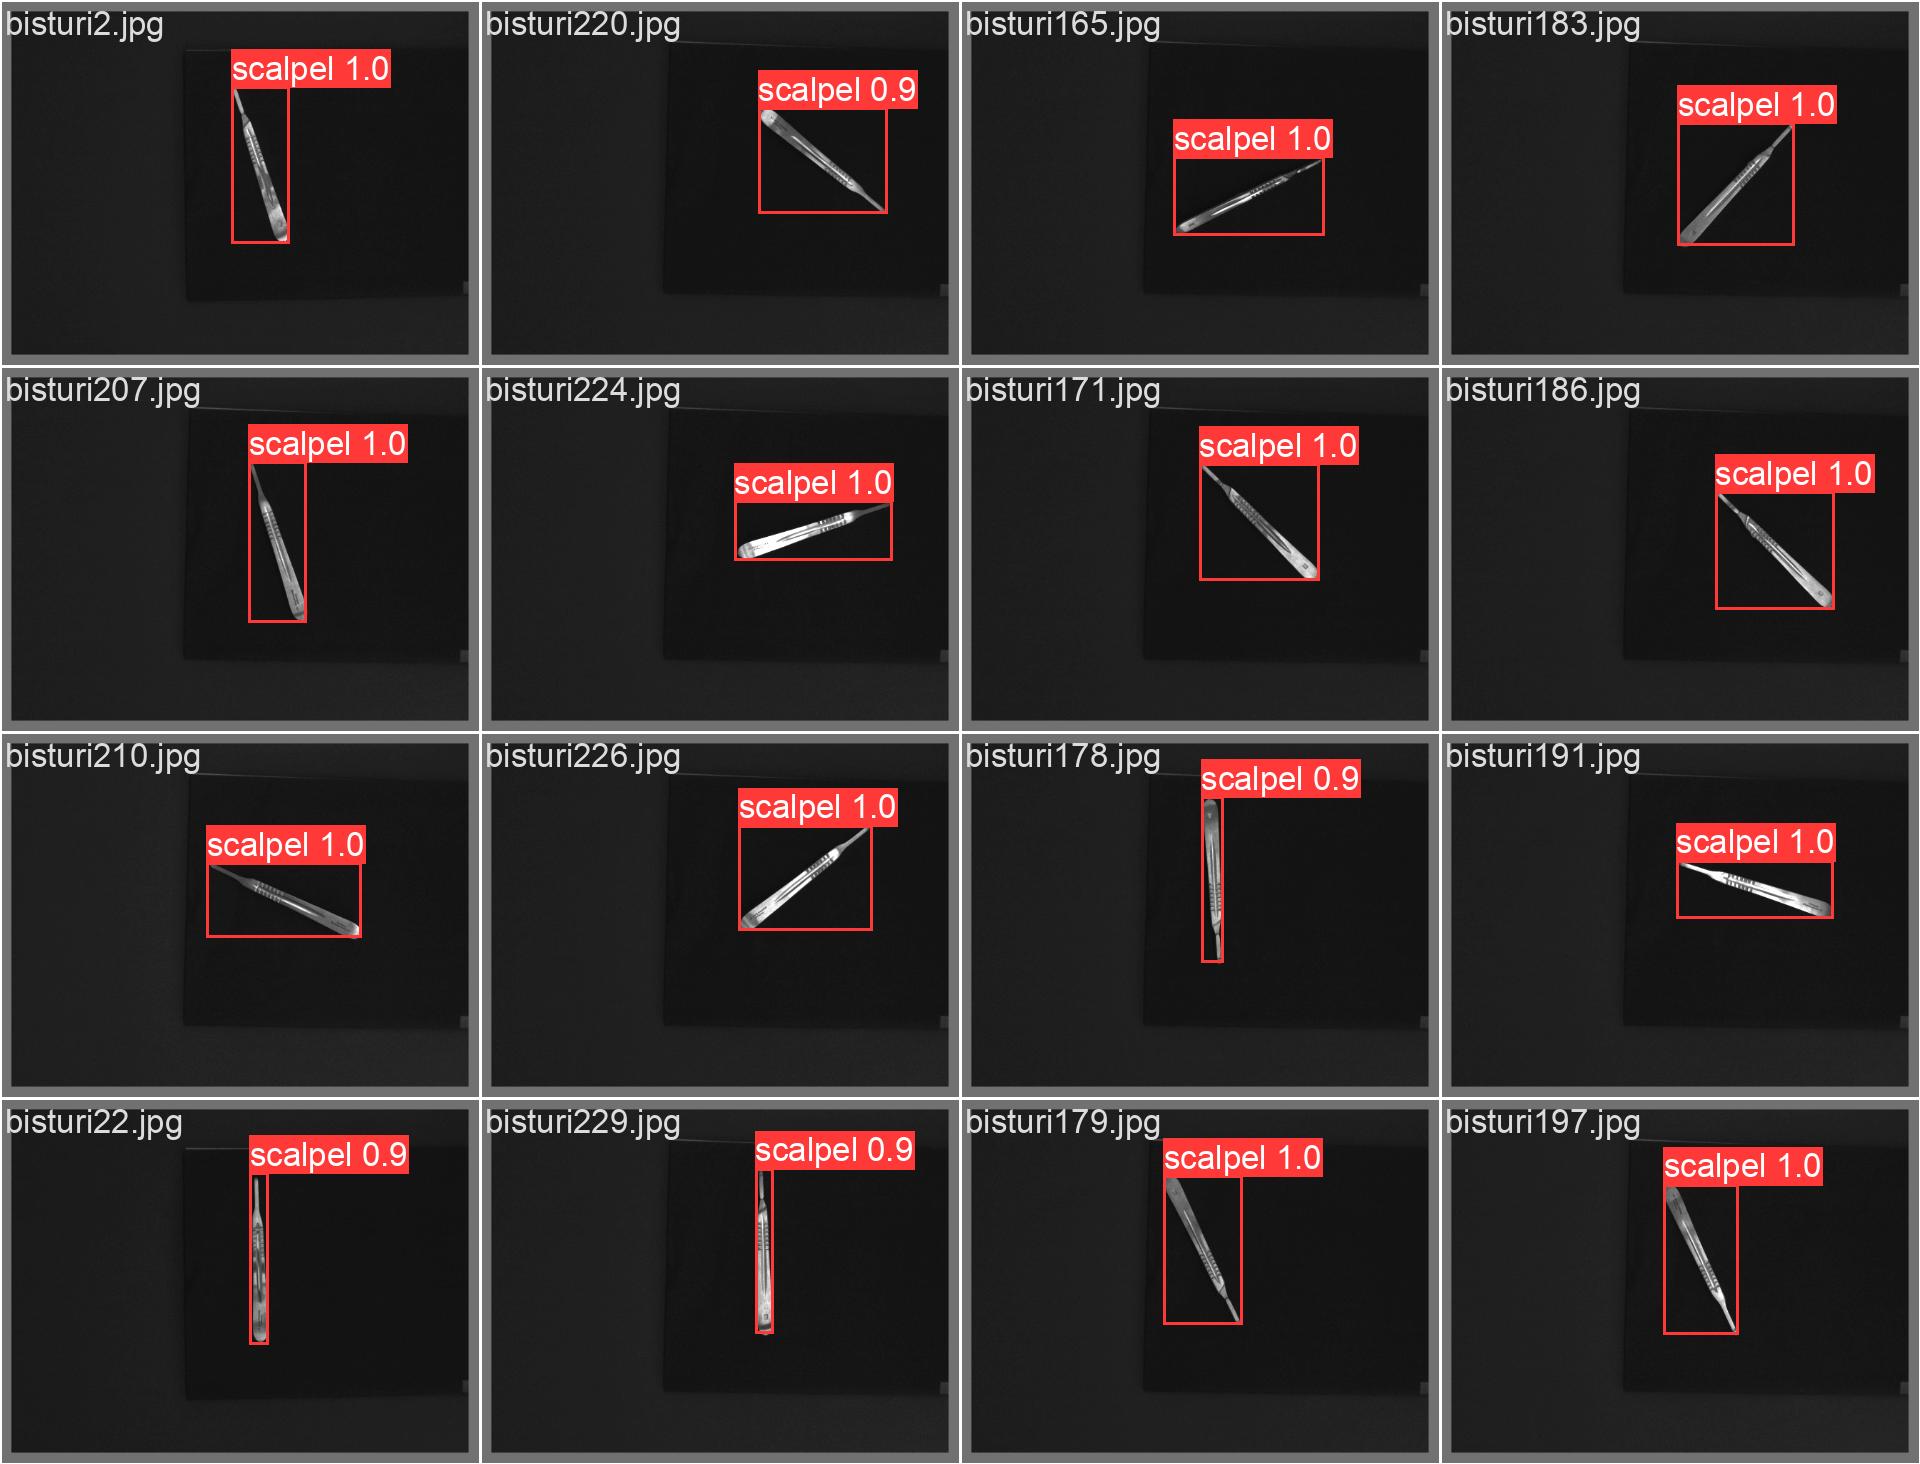 bisturi2.jpg
scalpel 1.0
bisturi220.jpg
scalpel 0.9
bisturi165.jpg
scalpel 1.0
bisturi183.jpg
scalpel 1.0
bisturi207.jpg
scalpel 1.0
bisturi224.jpg
scalpel 1.0
bisturi171.jpg
scalpel 1.0
bisturi186.jpg
scalpel 1.0
bisturi210.jpg
scalpel 1.0
bisturi226.jpg
scalpel 1.0
bisturi178.jpg
scalpel 0.9
bisturi191.jpg
scalpel 1.0
bisturi22.jpg
scalpel 0.9
bisturi229.jpg
scalpel 0.9
bisturi179.jpg
scalpel 1.0
bisturi197.jpg
scalpel 1.0